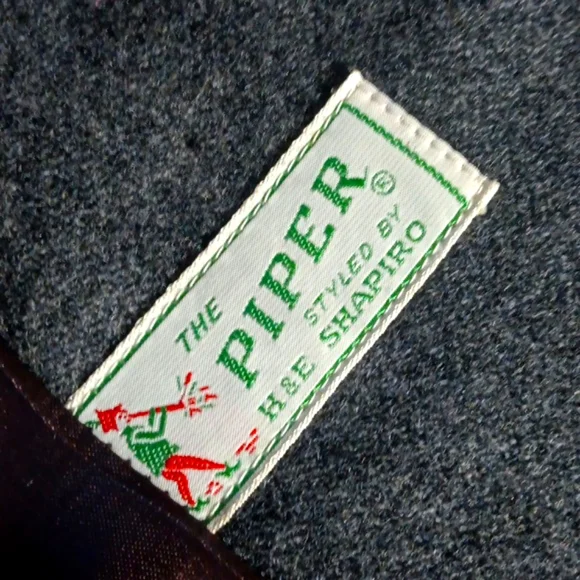 THE
PIPER®
STYLED BY
H&E SHAPIRO